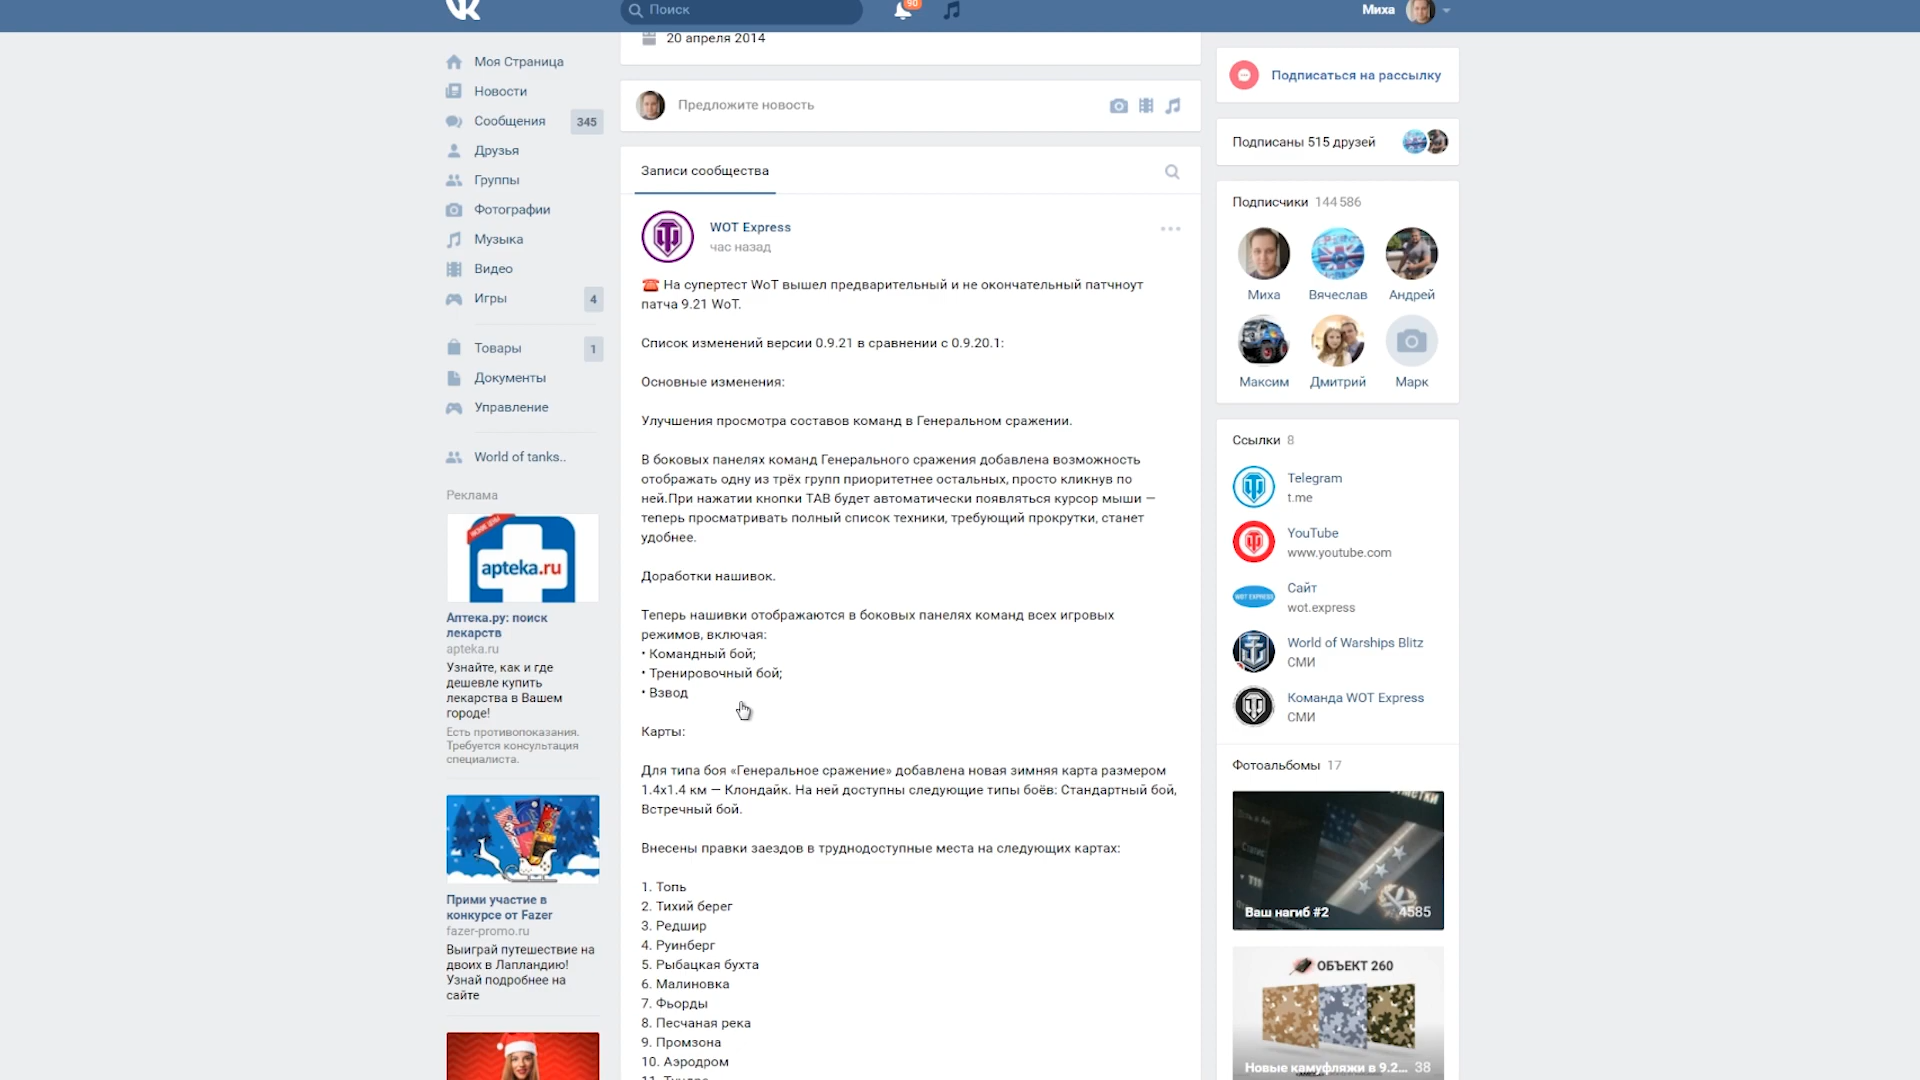 Поиск
90
Миха
Моя Страница
Новости
Сообщения 345
Друзья
Группы
Фотографии
Музыка
Видео
Игры 4
Товары 1
Документы
Управление
World of tanks..
Реклама
apteka.ru
Аптека.ру: поиск
лекарств
apteka.ru
Узнайте, как и где
дешевле купить
лекарства в Вашем
городе!
Есть противопоказания.
Требуется консультация
специалиста.
Прими участие в
конкурсе от Fazer
fazer-promo.ru
Выиграй путешествие на
двоих в Лапландию!
Узнай подробнее на
сайте
20 апреля 2014
Предложите новость
Записи сообщества
WOT Express
час назад
На супертест WoT вышел предварительный и не окончательный патчноут
патча 9.21 WoT.
Список изменений версии 0.9.21 в сравнении с 0.9.20.1:
Основные изменения:
Улучшения просмотра составов команд в Генеральном сражении.
В боковых панелях команд Генерального сражения добавлена возможность
отображать одну из трёх групп приоритетнее остальных, просто кликнув по
ней.При нажатии кнопки TAB будет автоматически появляться курсор мыши —
теперь просматривать полный список техники, требующий прокрутки, станет
удобнее.
Доработки нашивок.
Теперь нашивки отображаются в боковых панелях команд всех игровых
режимов, включая:
• Командный бой;
• Тренировочный бой;
• Взвод
Карты:
Для типа боя «Генеральное сражение» добавлена новая зимняя карта размером
1.4х1.4 км — Клондайк. На ней доступны следующие типы боёв: Стандартный бой,
Встречный бой.
Внесены правки заездов в труднодоступные места на следующих картах:
1. Топь
2. Тихий берег
3. Редшир
4. Руинберг
5. Рыбацкая бухта
6. Малиновка
7. Фьорды
8. Песчаная река
9. Промзона
10. Аэродром
Подписаться на рассылку
Подписаны 515 друзей
Подписчики 144 586
Миха Вячеслав Андрей
Максим Дмитрий Марк
Ссылки 8
Telegram
t.me
YouTube
www.youtube.com
WOT EXPRESS
Сайт
wot.express
World of Warships Blitz
СМИ
Команда WOT Express
СМИ
Фотоальбомы 17
Ваш нагиб #2 4585
ОБЪЕКТ 260
Новые камуфляжи в 9.2... 38